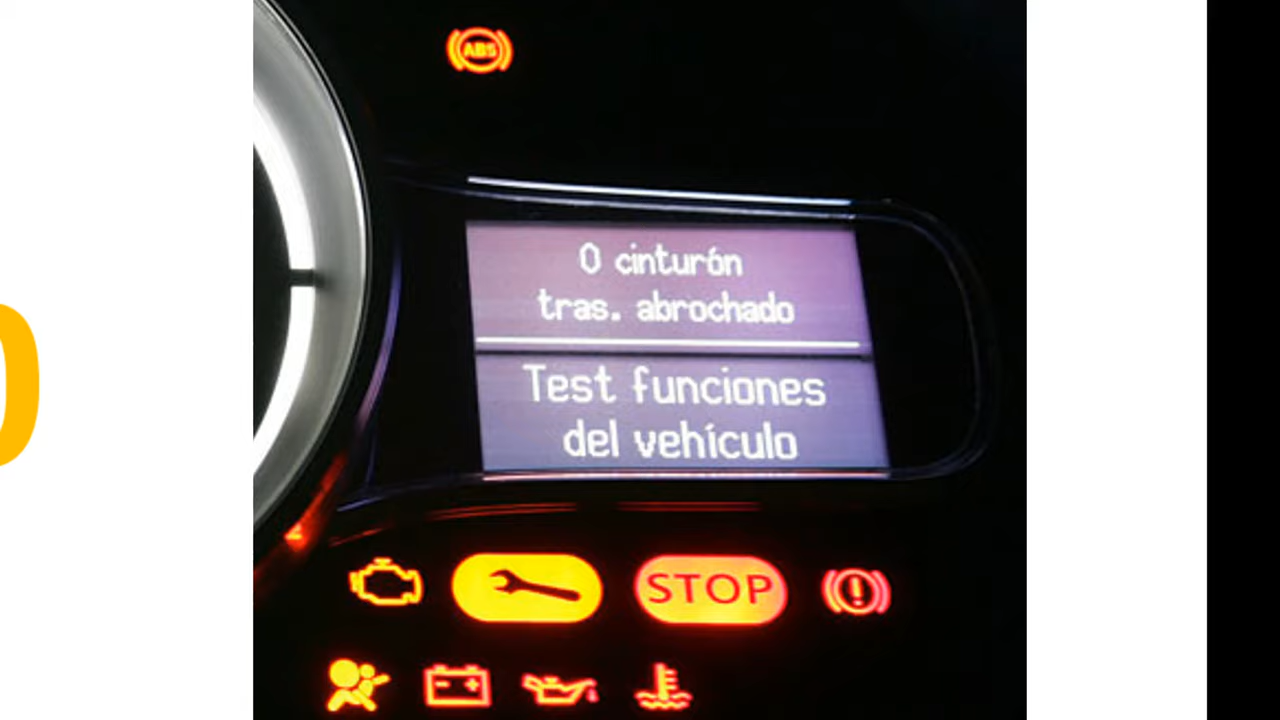 ABS
0 cinturón
tras. abrochado
Test funciones
del vehículo
STOP